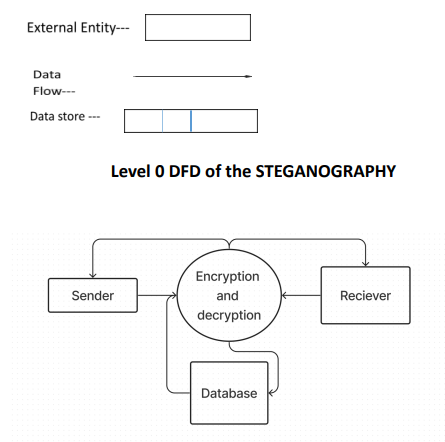 External Entity---
Data
Flow---
Data store ---
Level 0 DFD of the STEGANOGRAPHY
Encryption
and
decryption
Sender
Reciever
Database